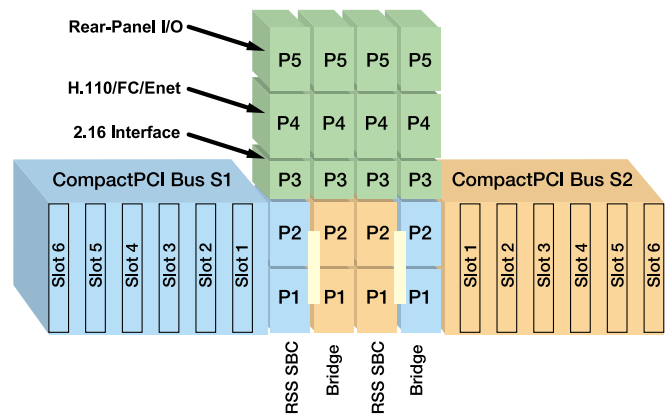 Rear-Panel I/O
P5 P5 P5 P5
H.110/FC/Enet
P4 P4 P4 P4
2.16 Interface
P3 P3 P3 P3
CompactPCI Bus S1
CompactPCI Bus S2
Slot 6
Slot 5
Slot 4
Slot 3
Slot 2
Slot 1
P2 P2 P2 P2
P1 P1 P1 P1
Slot 1
Slot 2
Slot 3
Slot 4
Slot 5
Slot 6
RSS SBC
Bridge
RSS SBC
Bridge